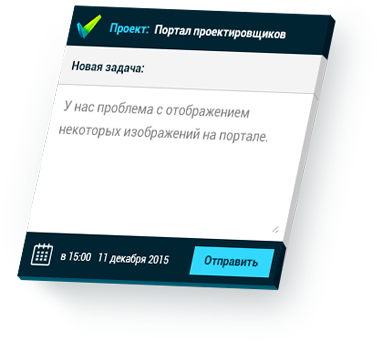 Проект: Портал проектировщиков
Новая задача:
У нас проблема с отображением
некоторых изображений на портале.
в 15:00 11 декабря 2015 Отправить